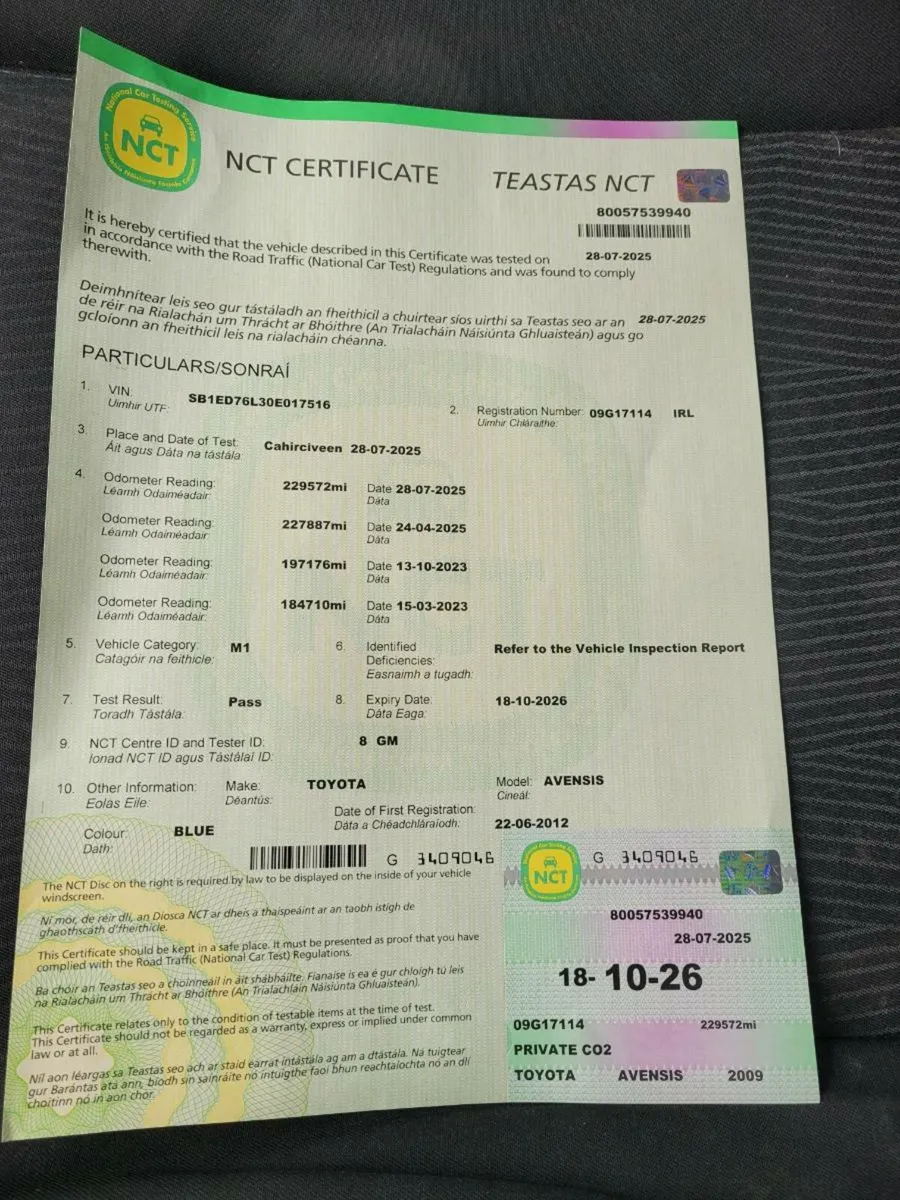 National Car Testing Service
NCT
NCT CERTIFICATE
TEASTAS NCT
80057539940
It is hereby certified that the vehicle described in this Certificate was tested on 28-07-2025
in accordance with the Road Traffic (National Car Test) Regulations and was found to comply
therewith.
Deimhnítear leis seo gur tástáladh an fheithicil a chuirtear síos uirthi sa Teastas seo ar an 28-07-2025
de réir na Rialachán um Thrácht ar Bhóithre (An Trialacháin Náisiúnta Ghluaisteán) agus go
gcloíonn an fheithicil leis na rialacháin chéanna.
PARTICULARS/SONRAÍ
1. VIN: SB1ED76L30E017516
Uimhir UTF:
2. Registration Number: 09G17114 IRL
Uimhir Chláraithe:
3. Place and Date of Test: Cahirciveen 28-07-2025
Áit agus Dáta na tástála:
4. Odometer Reading: 229572mi Date 28-07-2025
Léamh Odaiméadair: Dáta
Odometer Reading: 227887mi Date 24-04-2025
Léamh Odaiméadair: Dáta
Odometer Reading: 197176mi Date 13-10-2023
Léamh Odaiméadair: Dáta
Odometer Reading: 184710mi Date 15-03-2023
Léamh Odaiméadair: Dáta
5. Vehicle Category: M1
Catagóir na feithicle:
6. Identified Refer to the Vehicle Inspection Report
Deficiencies:
Easnaimh a tugadh:
7. Test Result: Pass
Toradh Tástála:
8. Expiry Date: 18-10-2026
Dáta Éaga:
9. NCT Centre ID and Tester ID: 8 GM
Ionad NCT ID agus Tástálaí ID:
10. Other Information: Make: TOYOTA Model: AVENSIS
Eolas Eile: Déantús: Cineál:
Date of First Registration: 22-06-2012
Dáta a Chéadchláraíodh:
Colour: BLUE
Dath:
G 3409046
The NCT Disc on the right is required by law to be displayed on the inside of your vehicle
windscreen.
Ní mór, de réir dlí, an Diosca NCT ar dheis a thaispeáint ar an taobh istigh de
ghaothscáth d'fheithicle.
This Certificate should be kept in a safe place. It must be presented as proof that you have
complied with the Road Traffic (National Car Test) Regulations.
Ba chóir an Teastas seo a choinneáil in áit shábháilte. Fianaise is ea é gur chloígh tú leis
na Rialacháin um Thrácht ar Bhóithre (An Trialacháin Náisiúnta Ghluaisteán).
This Certificate relates only to the condition of testable items at the time of test.
This Certificate should not be regarded as a warranty, express or implied under common
law or at all.
Níl aon léargas sa Teastas seo ach ar staid earraí intástála ag am a dtástála. Ná tuigtear
gur Barántas atá ann, bíodh sin sainráite nó intuigthe faoi bhun reachtaíochta nó an dlí
choitinn nó in aon chor.
NCT
G 3409046
80057539940
28-07-2025
18- 10-26
09G17114 229572mi
PRIVATE CO2
TOYOTA AVENSIS 2009